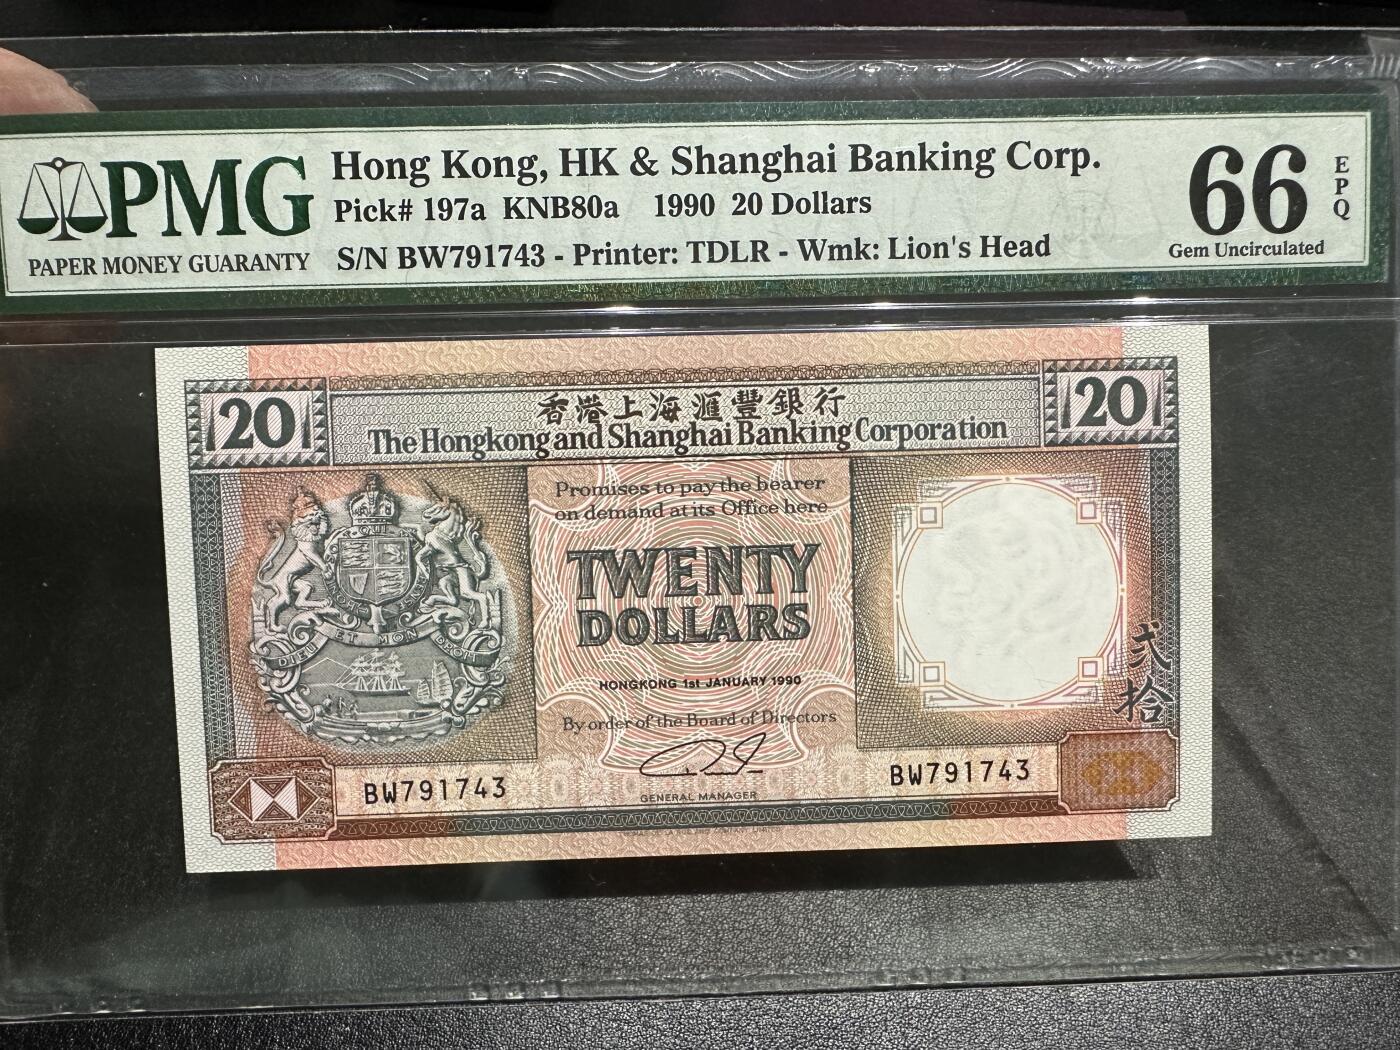 PMG
PAPER MONEY GUARANTY
Hong Kong, HK & Shanghai Banking Corp.
Pick# 197a KNB80a 1990 20 Dollars
S/N BW791743 - Printer: TDLR - Wmk: Lion's Head
66
EPQ
Gem Uncirculated
20
香港上海滙豐銀行
20
The Hongkong and Shanghai Banking Corporation
Promises to pay the bearer
on demand at its Office here
TWENTY
DOLLARS
HONGKONG 1st JANUARY 1990
By order of the Board of Directors
GENERAL MANAGER
DIEU ET MON DROIT
貳拾
BW791743
BW791743